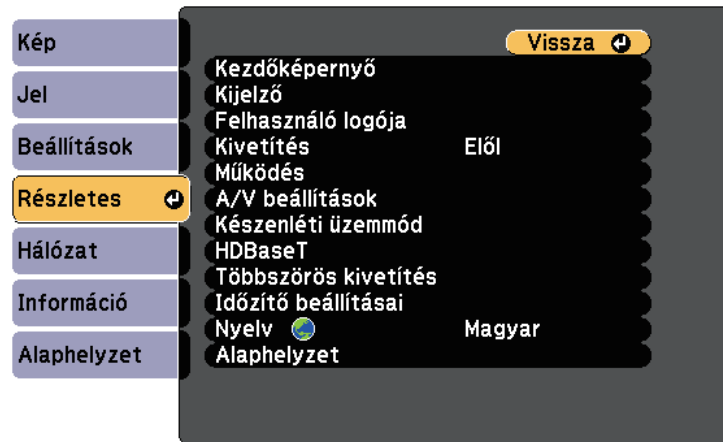 Kép
Jel
Beállítások
Részletes
Hálózat
Információ
Alaphelyzet
Vissza
Kezdőképernyő
Kijelző
Felhasználó logója
Kivetítés Elől
Működés
A/V beállítások
Készenléti üzemmód
HDBaseT
Többszörös kivetítés
Időzítő beállításai
Nyelv Magyar
Alaphelyzet